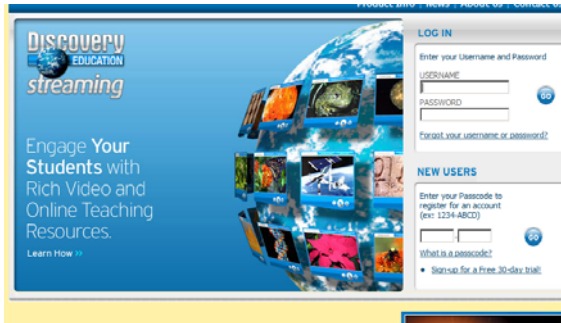 Product Info | News | About Us | Contact Us
Discovery
EDUCATION
streaming
Engage Your
Students with
Rich Video and
Online Teaching
Resources.
Learn How »
LOG IN
Enter your Username and Password
USERNAME
GO
PASSWORD
Forgot your username or password?
NEW USERS
Enter your Passcode to
register for an account
(ex: 1234-ABCD)
- GO
What is a passcode?
• Sign-up for a Free 30-day trial!